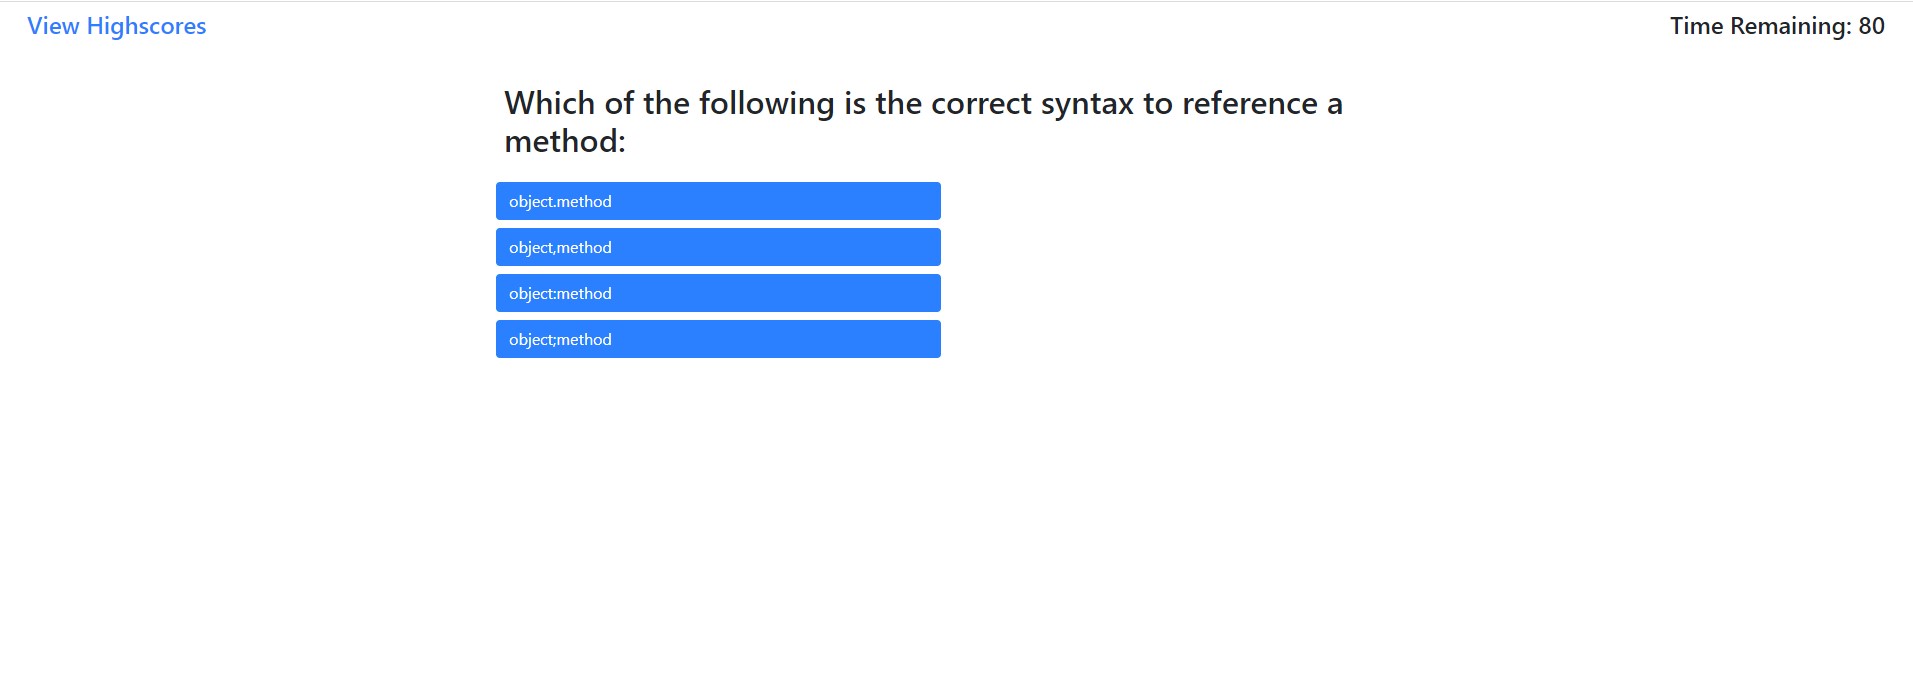 View Highscores
Time Remaining: 80
Which of the following is the correct syntax to reference a
method:
object.method
object,method
object:method
object;method